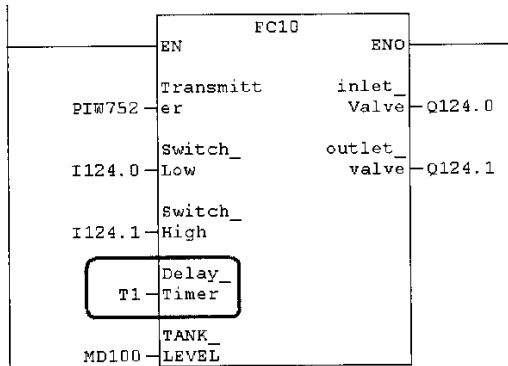 FC10
EN ENO
Transmitt inlet_
PIW752 er Valve Q124.0
Switch_ outlet_
I124.0 Low valve Q124.1
Switch_
I124.1 High
Delay_
T1 Timer
TANK_
MD100 LEVEL